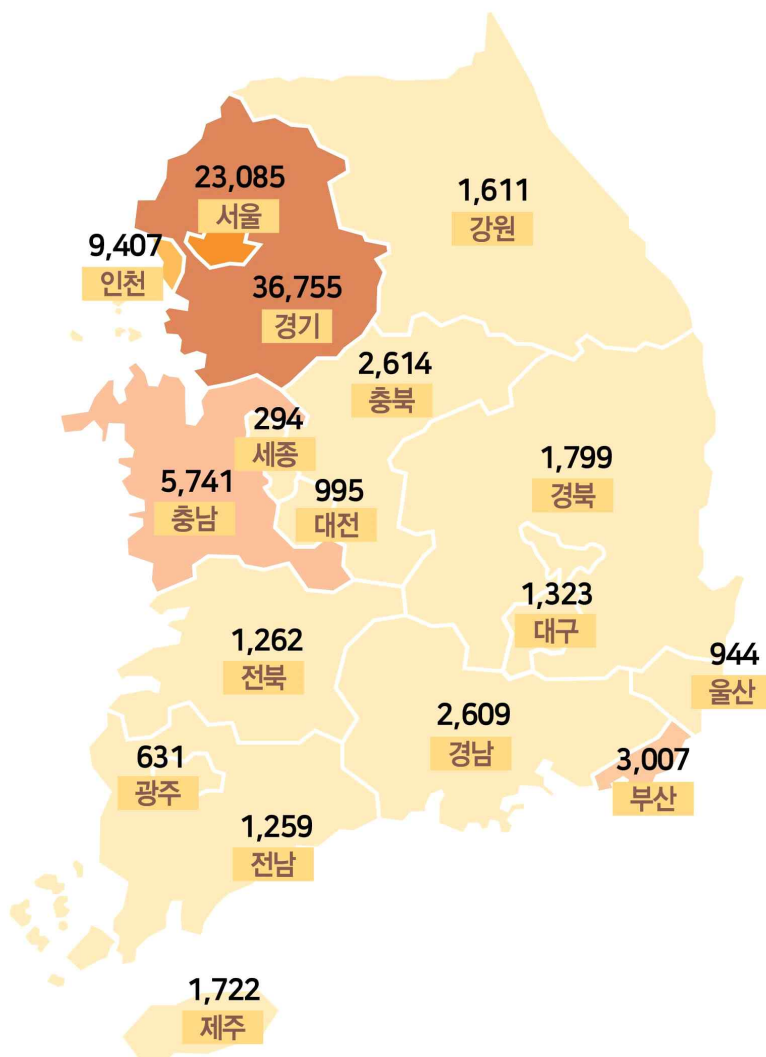 23,085
서울
1,611
강원
9,407
인천
36,755
경기
2,614
충북
294
세종
1,799
경북
5,741
충남
995
대전
1,323
대구
1,262
전북
944
울산
2,609
경남
631
광주
3,007
부산
1,259
전남
1,722
제주